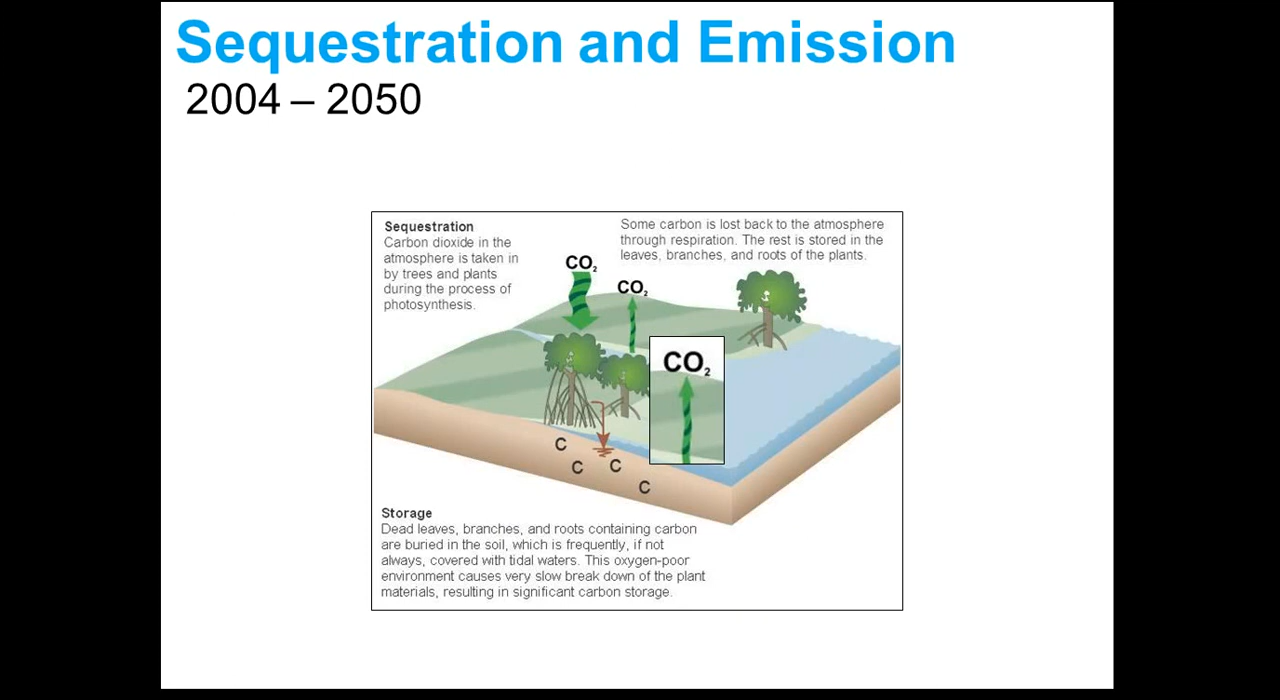 Sequestration and Emission
2004 – 2050
Sequestration
Carbon dioxide in the
atmosphere is taken in
by trees and plants
during the process of
photosynthesis.
Some carbon is lost back to the atmosphere
through respiration. The rest is stored in the
leaves, branches, and roots of the plants.
CO₂
CO₂
CO₂
C
C
C
C
Storage
Dead leaves, branches, and roots containing carbon
are buried in the soil, which is frequently, if not
always, covered with tidal waters. This oxygen-poor
environment causes very slow break down of the plant
materials, resulting in significant carbon storage.